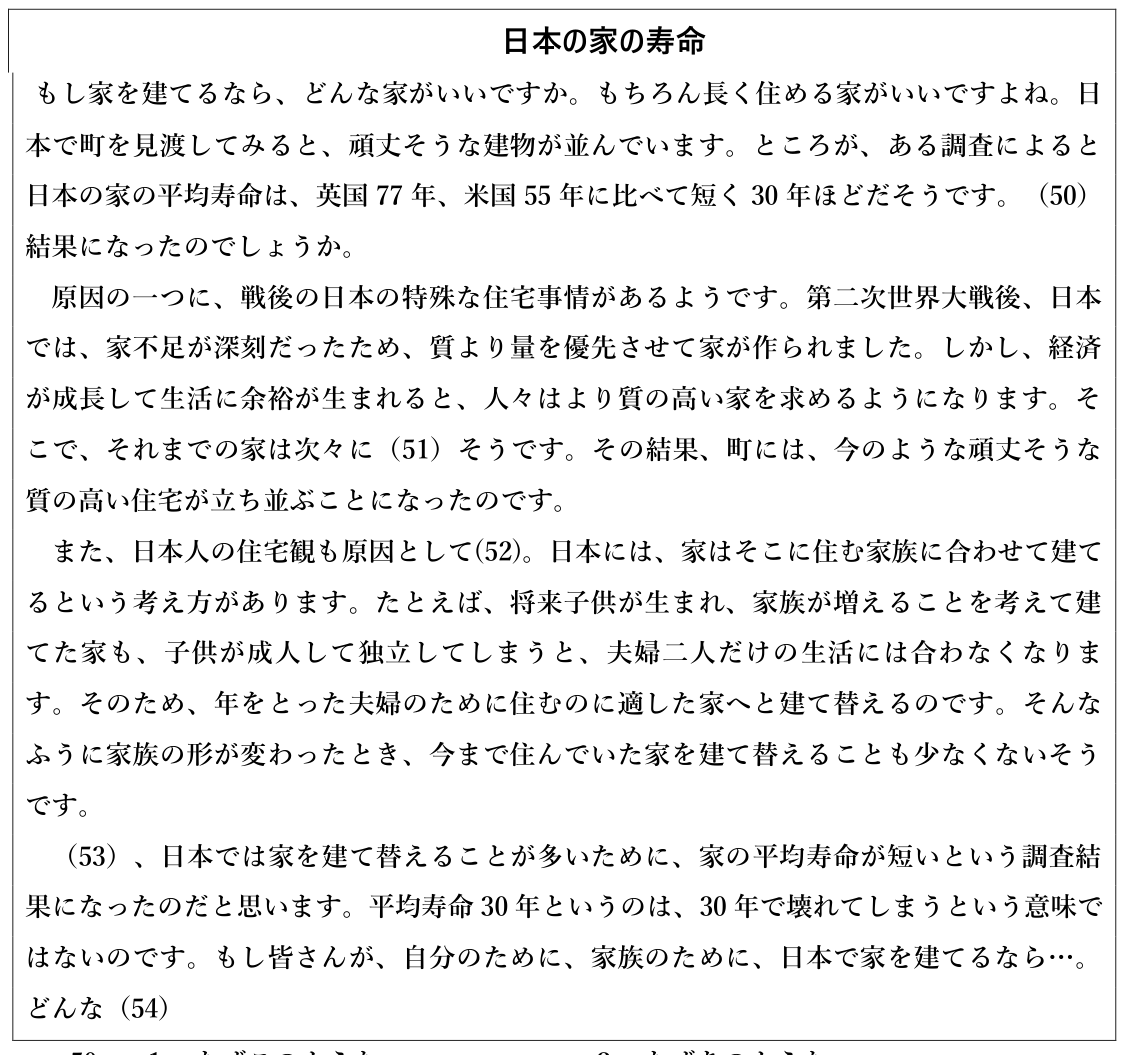 日本の家の寿命
もし家を建てるなら、どんな家がいいですか。もちろん長く住める家がいいですよね。日
本で町を見渡してみると、頑丈そうな建物が並んでいます。ところが、ある調査によると
日本の家の平均寿命は、英国 77 年、米国 55 年に比べて短く 30 年ほどだそうです。（50）
結果になったのでしょうか。
原因の一つに、戦後の日本の特殊な住宅事情があるようです。第二次世界大戦後、日本
では、家不足が深刻だったため、質より量を優先させて家が作られました。しかし、経済
が成長して生活に余裕が生まれると、人々はより質の高い家を求めるようになります。そ
こで、それまでの家は次々に（51）そうです。その結果、町には、今のような頑丈そうな
質の高い住宅が立ち並ぶことになったのです。
また、日本人の住宅観も原因として(52)。日本には、家はそこに住む家族に合わせて建て
るという考え方があります。たとえば、将来子供が生まれ、家族が増えることを考えて建
てた家も、子供が成人して独立してしまうと、夫婦二人だけの生活には合わなくなりま
す。そのため、年をとった夫婦のために住むのに適した家へと建て替えるのです。そんな
ふうに家族の形が変わったとき、今まで住んでいた家を建て替えることも少なくないそう
です。
（53）、日本では家を建て替えることが多いために、家の平均寿命が短いという調査結
果になったのだと思います。平均寿命 30 年というのは、30 年で壊れてしまうという意味で
はないのです。もし皆さんが、自分のために、家族のために、日本で家を建てるなら…。
どんな（54）